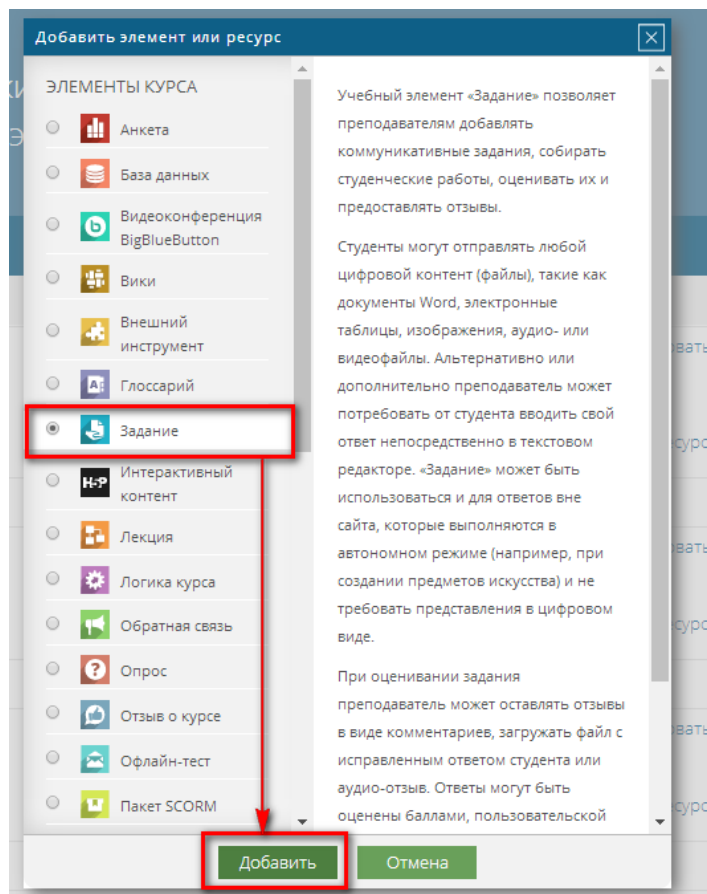 Добавить элемент или ресурс
ЭЛЕМЕНТЫ КУРСА
Анкета
База данных
Видеоконференция
BigBlueButton
Вики
Внешний
инструмент
Глоссарий
Задание
Интерактивный
контент
Лекция
Логика курса
Обратная связь
Опрос
Отзыв о курсе
Офлайн-тест
Пакет SCORM
Учебный элемент «Задание» позволяет
преподавателям добавлять
коммуникативные задания, собирать
студенческие работы, оценивать их и
предоставлять отзывы.
Студенты могут отправлять любой
цифровой контент (файлы), такие как
документы Word, электронные
таблицы, изображения, аудио- или
видеофайлы. Альтернативно или
дополнительно преподаватель может
потребовать от студента вводить свой
ответ непосредственно в текстовом
редакторе. «Задание» может быть
использоваться и для ответов вне
сайта, которые выполняются в
автономном режиме (например, при
создании предметов искусства) и не
требовать представления в цифровом
виде.
При оценивании задания
преподаватель может оставлять отзывы
в виде комментариев, загружать файл с
исправленным ответом студента или
аудио-отзыв. Ответы могут быть
оценены баллами, пользовательской
Добавить
Отмена